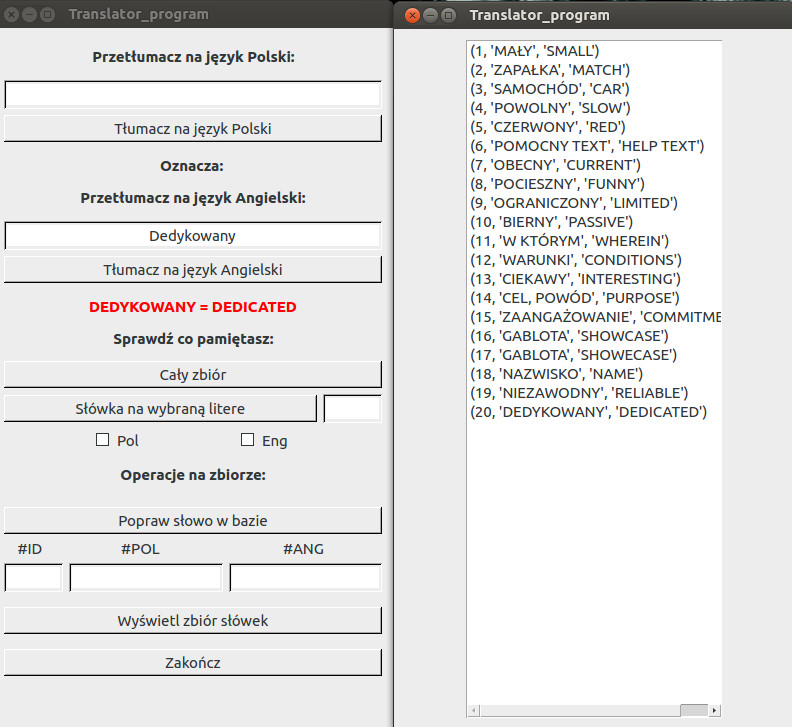 Translator_program
Przetłumacz na język Polski:
Tłumacz na język Polski
Oznacza:
Przetłumacz na język Angielski:
Dedykowany
Tłumacz na język Angielski
DEDYKOWANY = DEDICATED
Sprawdź co pamiętasz:
Cały zbiór
Słówka na wybraną litere
Pol Eng
Operacje na zbiorze:
Popraw słowo w bazie
#ID #POL #ANG
Wyświetl zbiór słówek
Zakończ
Translator_program
(1, 'MAŁY', 'SMALL')
(2, 'ZAPAŁKA', 'MATCH')
(3, 'SAMOCHÓD', 'CAR')
(4, 'POWOLNY', 'SLOW')
(5, 'CZERWONY', 'RED')
(6, 'POMOCNY TEXT', 'HELP TEXT')
(7, 'OBECNY', 'CURRENT')
(8, 'POCIESZNY', 'FUNNY')
(9, 'OGRANICZONY', 'LIMITED')
(10, 'BIERNY', 'PASSIVE')
(11, 'W KTÓRYM', 'WHEREIN')
(12, 'WARUNKI', 'CONDITIONS')
(13, 'CIEKAWY', 'INTERESTING')
(14, 'CEL, POWÓD', 'PURPOSE')
(15, 'ZAANGAŻOWANIE', 'COMMITME
(16, 'GABLOTA', 'SHOWCASE')
(17, 'GABLOTA', 'SHOWECASE')
(18, 'NAZWISKO', 'NAME')
(19, 'NIEZAWODNY', 'RELIABLE')
(20, 'DEDYKOWANY', 'DEDICATED')